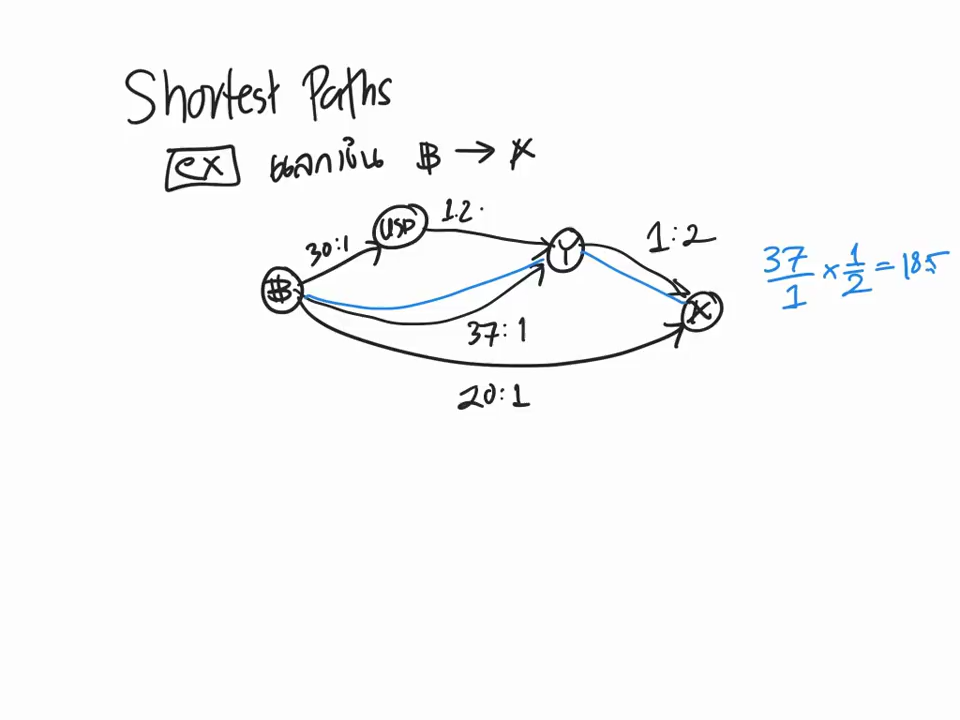 Shortest Paths
ex แลกเงิน ฿ → X
USD 1.2
30:1
Y 1:2
฿
37/1 × 1/2 = 18.5
X
37:1
20:1